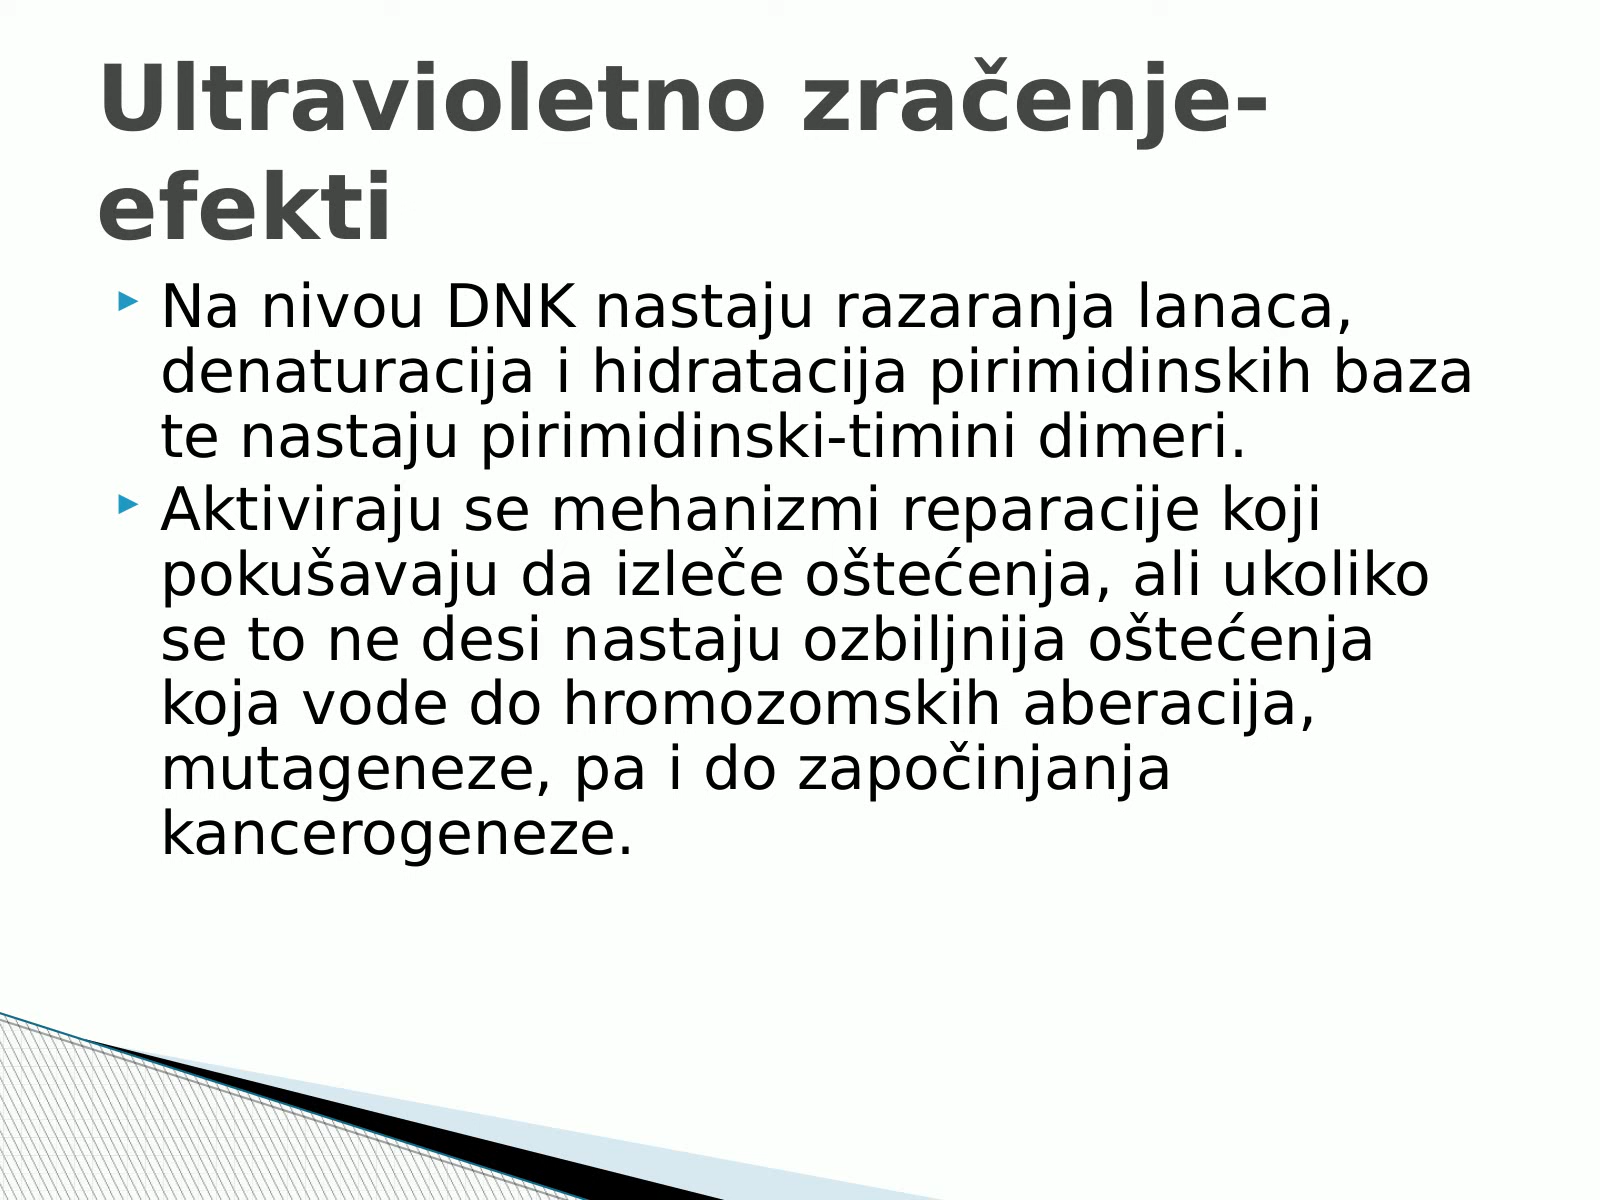 Ultravioletno zračenje-
efekti
Na nivou DNK nastaju razaranja lanaca,
denaturacija i hidratacija pirimidinskih baza
te nastaju pirimidinski-timini dimeri.
Aktiviraju se mehanizmi reparacije koji
pokušavaju da izleče oštećenja, ali ukoliko
se to ne desi nastaju ozbiljnija oštećenja
koja vode do hromozomskih aberacija,
mutageneze, pa i do započinjanja
kancerogeneze.